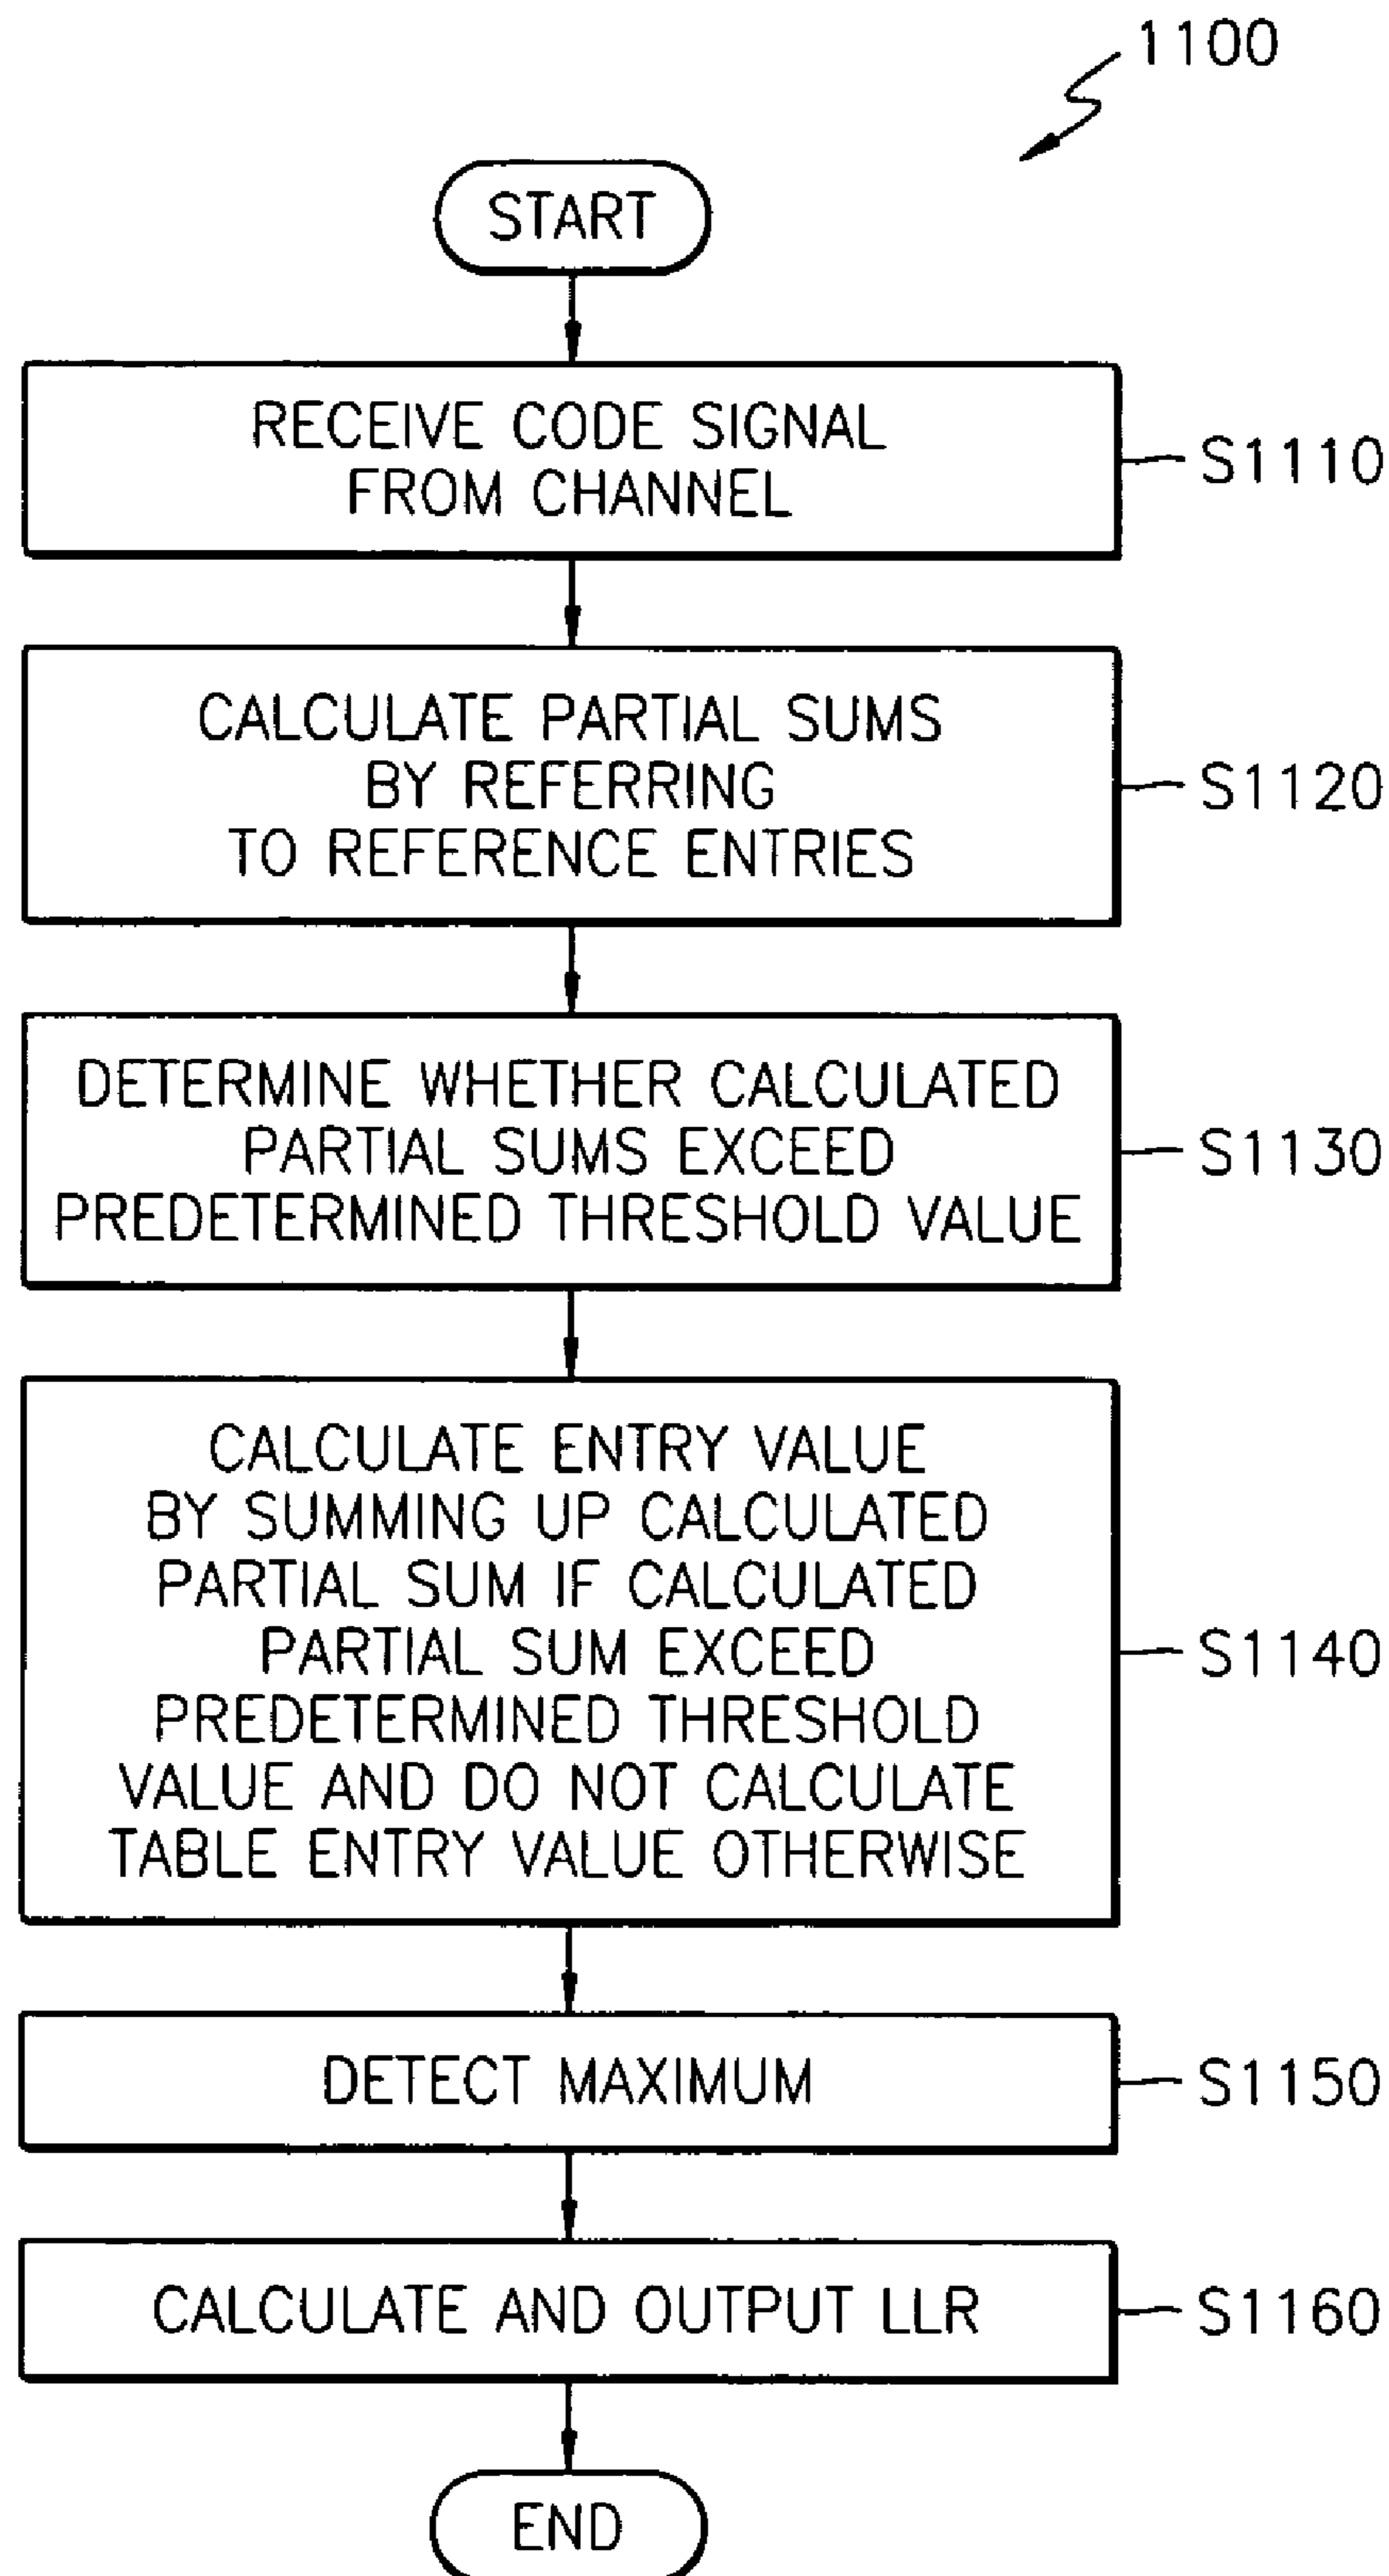 1100
START
RECEIVE CODE SIGNAL
FROM CHANNEL
S1110
CALCULATE PARTIAL SUMS
BY REFERRING
TO REFERENCE ENTRIES
S1120
DETERMINE WHETHER CALCULATED
PARTIAL SUMS EXCEED
PREDETERMINED THRESHOLD VALUE
S1130
CALCULATE ENTRY VALUE
BY SUMMING UP CALCULATED
PARTIAL SUM IF CALCULATED
PARTIAL SUM EXCEED
PREDETERMINED THRESHOLD
VALUE AND DO NOT CALCULATE
TABLE ENTRY VALUE OTHERWISE
S1140
DETECT MAXIMUM
S1150
CALCULATE AND OUTPUT LLR
S1160
END